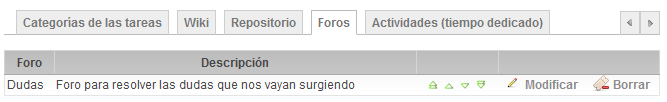 Categorías de las tareas Wiki Repositorio Foros Actividades (tiempo dedicado)
Foro Descripción
Dudas Foro para resolver las dudas que nos vayan surgiendo Modificar Borrar